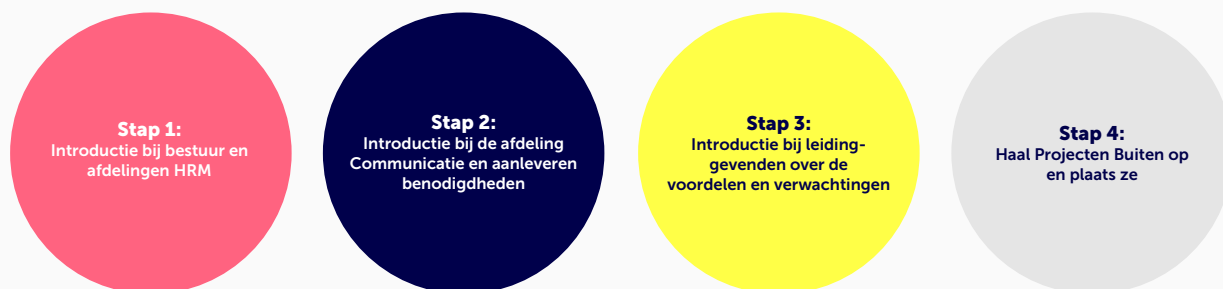 Stap 1:
Introductie bij bestuur en
afdelingen HRM
Stap 2:
Introductie bij de afdeling
Communicatie en aanleveren
benodigdheden
Stap 3:
Introductie bij leiding-
gevenden over de
voordelen en verwachtingen
Stap 4:
Haal Projecten Buiten op
en plaats ze